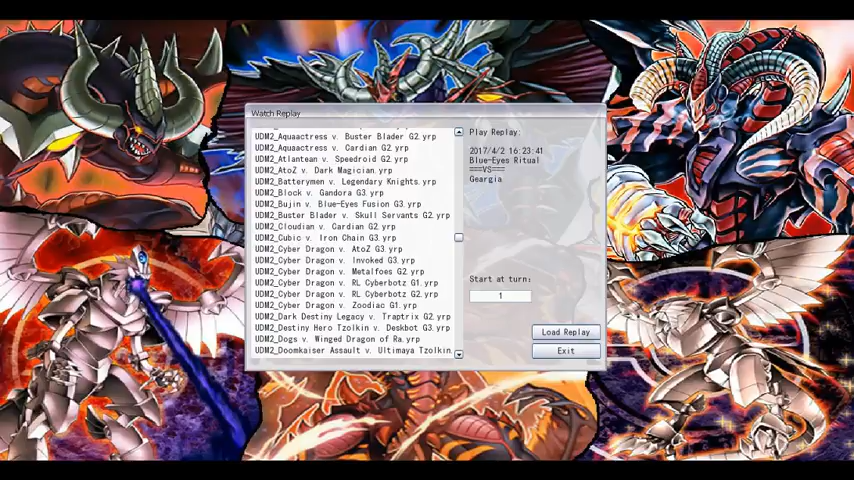 Watch Replay
UDM2_Aquaactress v. Buster Blader G2.yrp
UDM2_Aquaactress v. Cardian G2.yrp
UDM2_Atlantean v. Speedroid G2.yrp
UDM2_AtoZ v. Dark Magician.yrp
UDM2_Batterymen v. Legendary Knights.yrp
UDM2_Block v. Gandora G3.yrp
UDM2_Bujin v. Blue-Eyes Fusion G3.yrp
UDM2_Buster Blader v. Skull Servants G2.yrp
UDM2_Cloudian v. Cardian G2.yrp
UDM2_Cubic v. Iron Chain G3.yrp
UDM2_Cyber Dragon v. AtoZ G3.yrp
UDM2_Cyber Dragon v. Invoked G3.yrp
UDM2_Cyber Dragon v. Metalfoes G2.yrp
UDM2_Cyber Dragon v. RL Cyberbotz G1.yrp
UDM2_Cyber Dragon v. RL Cyberbotz G2.yrp
UDM2_Cyber Dragon v. Zoodiac G1.yrp
UDM2_Dark Destiny Legacy v. Traptrix G2.yrp
UDM2_Destiny Hero Tzolkin v. Deskbot G3.yrp
UDM2_Dogs v. Winged Dragon of Ra.yrp
UDM2_Doomkaiser Assault v. Ultimaya Tzolkin.
Play Replay:
2017/4/2 16:23:41
Blue-Eyes Ritual
===VS===
Geargia
Start at turn:
1
Load Replay
Exit